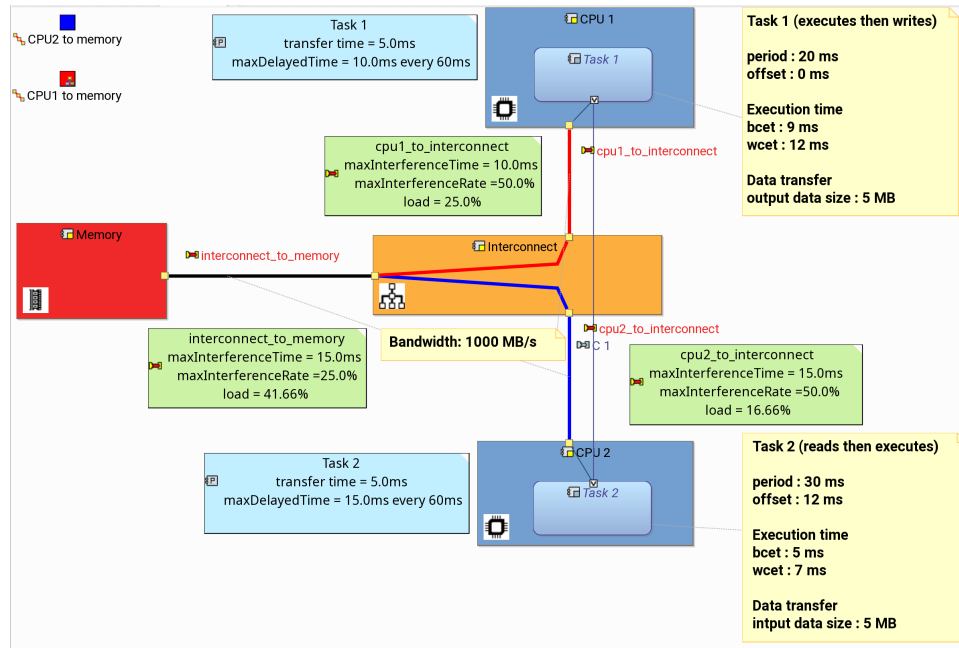 CPU2 to memory
CPU1 to memory
Task 1
transfer time = 5.0ms
maxDelayedTime = 10.0ms every 60ms
CPU 1
Task 1
Task 1 (executes then writes)
period : 20 ms
offset : 0 ms
Execution time
bcet : 9 ms
wcet : 12 ms
Data transfer
output data size : 5 MB
cpu1_to_interconnect
maxInterferenceTime = 10.0ms
maxInterferenceRate =50.0%
load = 25.0%
cpu1_to_interconnect
Memory
interconnect_to_memory
Interconnect
interconnect_to_memory
maxInterferenceTime = 15.0ms
maxInterferenceRate=25.0%
load = 41.66%
Bandwidth: 1000 MB/s
cpu2_to_interconnect
C 1
cpu2_to_interconnect
maxInterferenceTime = 15.0ms
maxInterferenceRate =50.0%
load = 16.66%
Task 2
transfer time = 5.0ms
maxDelayedTime = 15.0ms every 60ms
CPU 2
Task 2
Task 2 (reads then executes)
period : 30 ms
offset : 12 ms
Execution time
bcet : 5 ms
wcet : 7 ms
Data transfer
intput data size : 5 MB